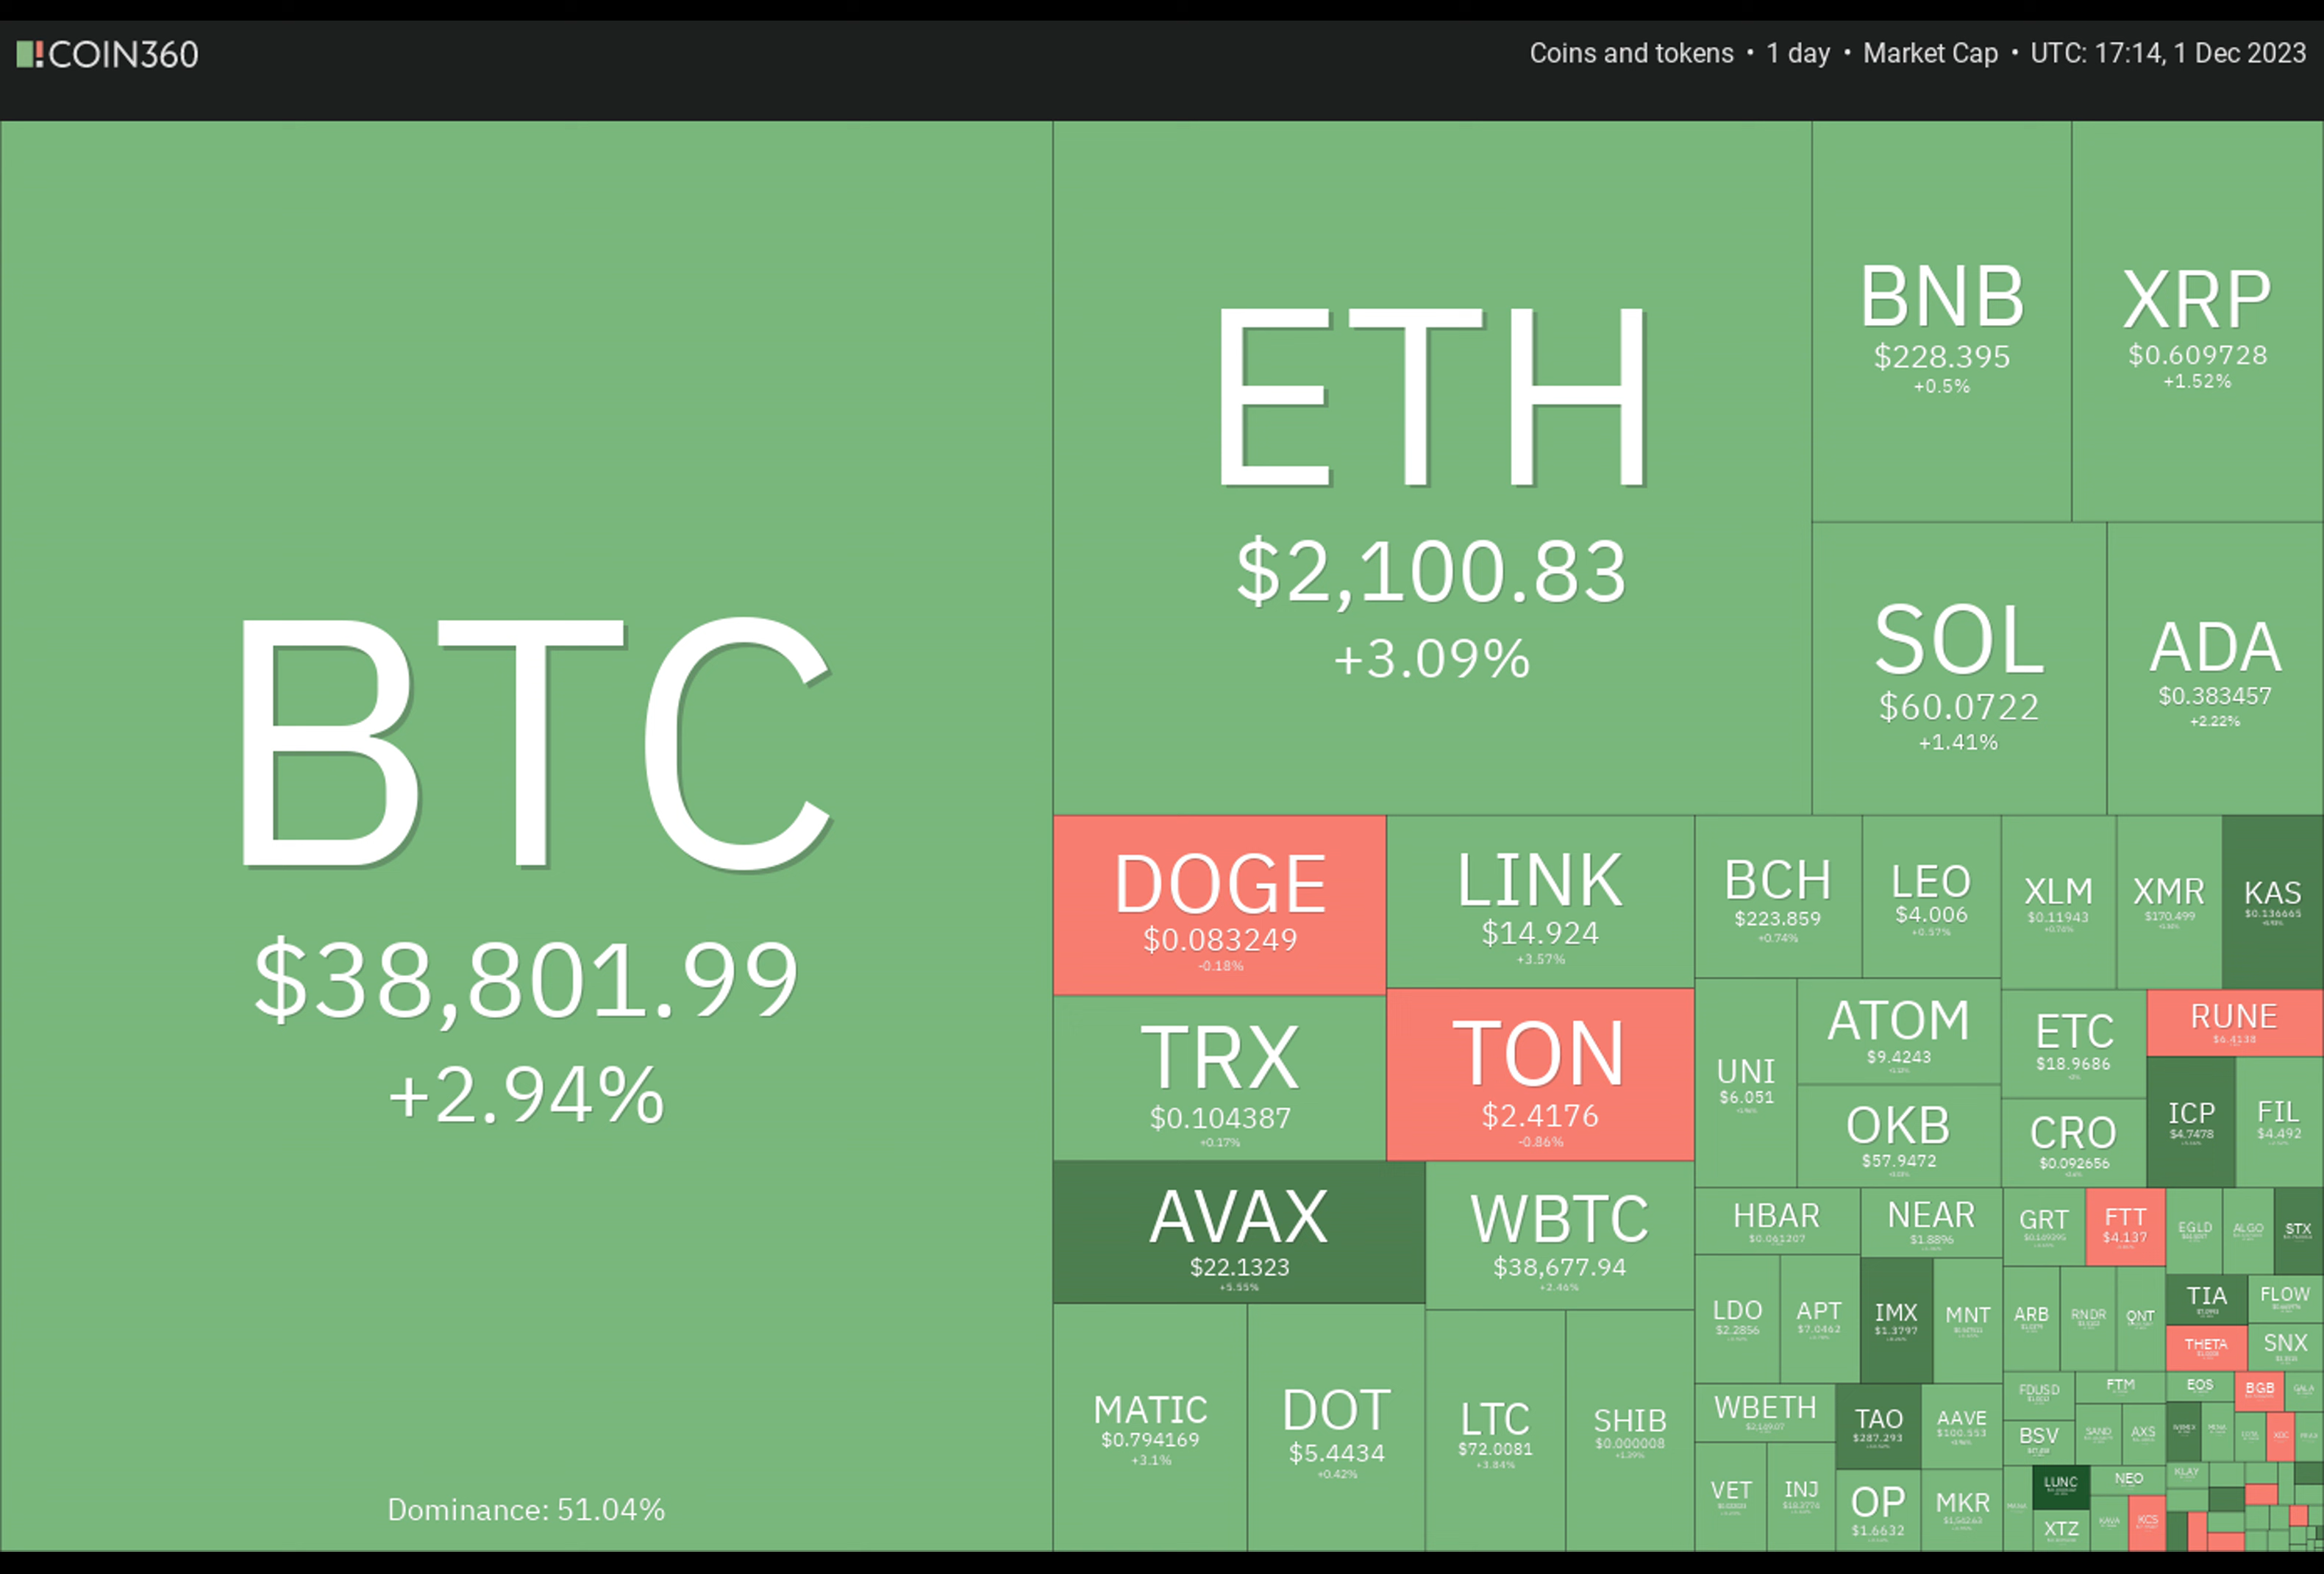 COIN360
Coins and tokens • 1 day • Market Cap • UTC: 17:14, 1 Dec 2023
BTC
$38,801.99
+2.94%
Dominance: 51.04%
ETH
$2,100.83
+3.09%
BNB
$228.395
+0.5%
XRP
$0.609728
+1.52%
SOL
$60.0722
+1.41%
ADA
$0.383457
+2.22%
DOGE
$0.083249
-0.18%
LINK
$14.924
+3.57%
TRX
$0.104387
+0.17%
TON
$2.4176
-0.86%
AVAX
$22.1323
+5.55%
WBTC
$38,677.94
+2.46%
MATIC
$0.794169
+3.1%
DOT
$5.4434
+0.42%
LTC
$72.0081
+3.84%
SHIB
$0.000008
+1.29%
BCH
$223.859
+0.74%
LEO
$4.006
+0.57%
XLM
$0.11943
+0.76%
XMR
$170.499
KAS
$0.136665
UNI
$6.051
ATOM
$9.4243
OKB
$57.9472
ETC
$18.9686
CRO
$0.092656
RUNE
$6.4138
ICP
$4.7478
FIL
$4.492
HBAR
$0.061207
NEAR
$1.8896
GRT
FTT
$4.137
EGLD
ALGO
STX
LDO
$2.2856
APT
$7.0462
IMX
$1.3797
MNT
ARB
RNDR
QNT
TIA
FLOW
THETA
SNX
WBETH
TAO
$287.293
AAVE
$100.553
FDUSD
FTM
EOS
BGB
GALA
BSV
SAND
AXS
VET
INJ
OP
$1.6632
MKR
LUNC
NEO
KLAY
XTZ
KAVA
KCS
XDC